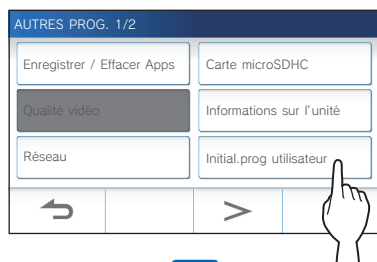 AUTRES PROG. 1/2
Enregistrer / Effacer Apps
Carte microSDHC
Qualité vidéo
Informations sur l'unité
Réseau
Initial.prog utilisateur
>